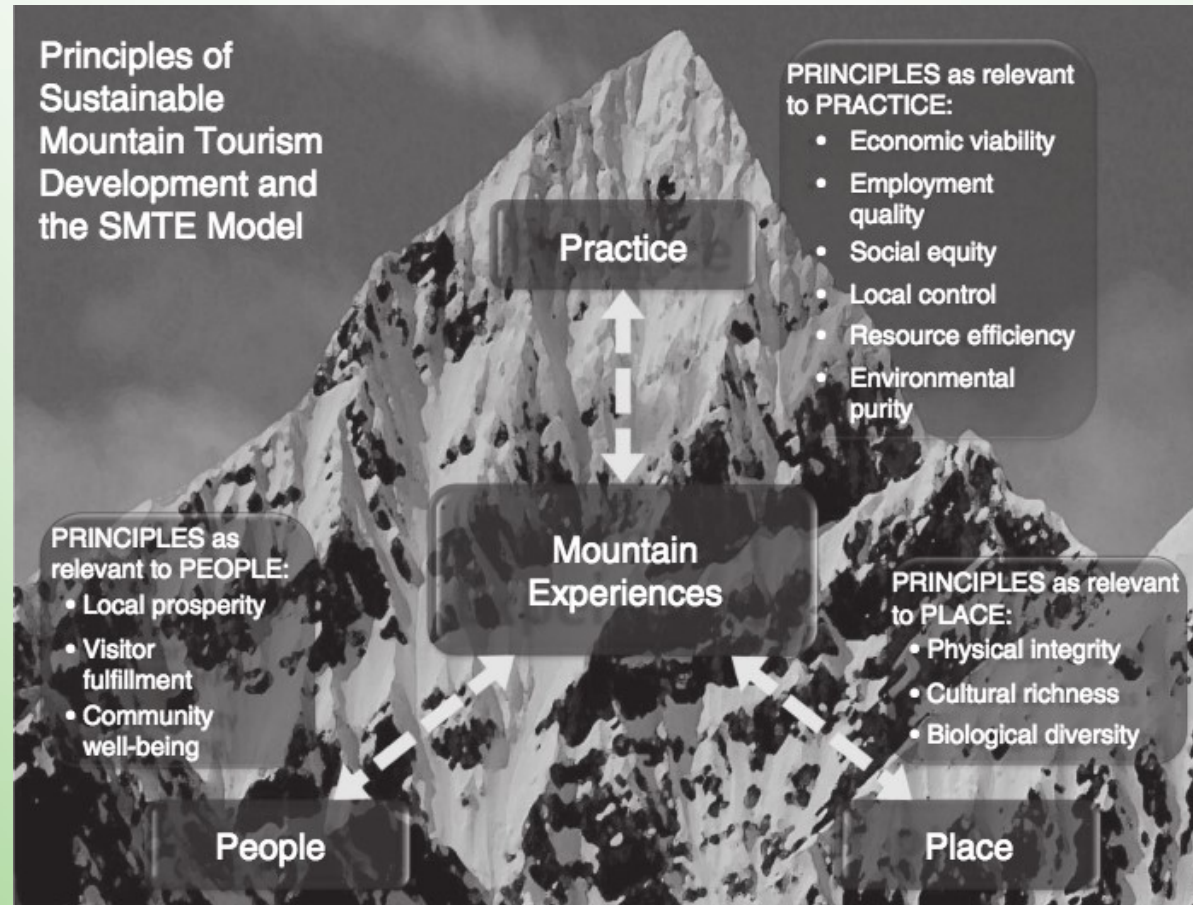 Principles of
Sustainable
Mountain Tourism
Development and
the SMTE Model
PRINCIPLES as relevant
to PRACTICE:
• Economic viability
• Employment
quality
• Social equity
• Local control
• Resource efficiency
• Environmental
purity
Practice
Mountain
Experiences
PRINCIPLES as
relevant to PEOPLE:
• Local prosperity
• Visitor
fulfillment
• Community
well-being
PRINCIPLES as relevant
to PLACE:
• Physical integrity
• Cultural richness
• Biological diversity
People
Place